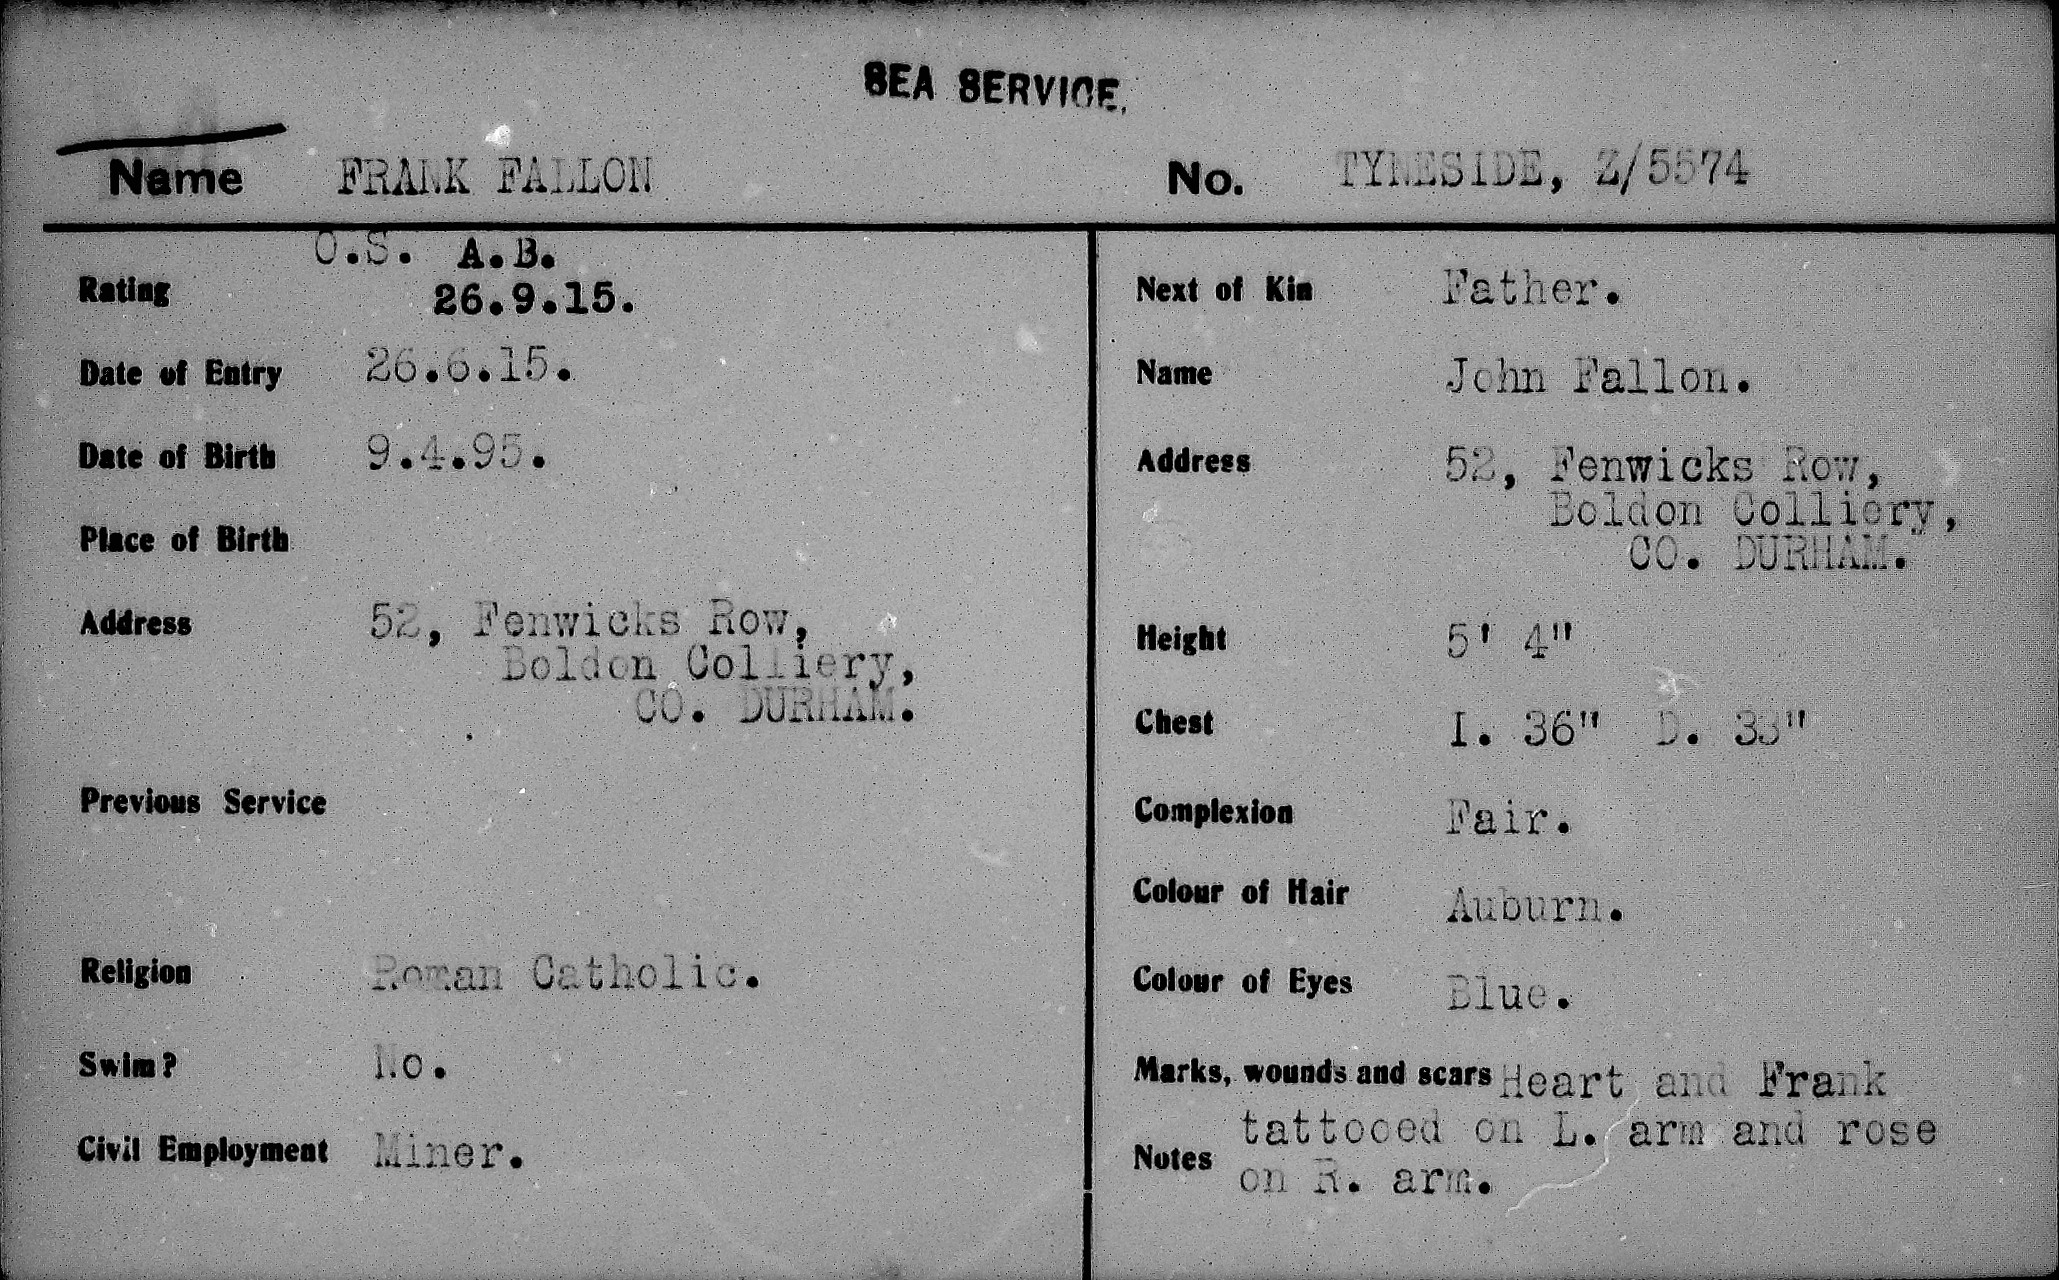 SEA SERVICE.
Name FRANK FALLON No. TYNESIDE, Z/5574
O.S. A.B.
Rating 26.9.15.
Date of Entry 26.6.15.
Date of Birth 9.4.95.
Place of Birth
Address 52, Fenwicks Row,
Boldon Colliery,
CO. DURHAM.
Previous Service
Religion Roman Catholic.
Swim? No.
Civil Employment Miner.
Next of Kin Father.
Name John Fallon.
Address 52, Fenwicks Row,
Boldon Colliery,
CO. DURHAM.
Height 5' 4"
Chest I. 36" D. 33"
Complexion Fair.
Colour of Hair Auburn.
Colour of Eyes Blue.
Marks, wounds and scars Heart and Frank
tattooed on L. arm and rose
Notes on R. arm.